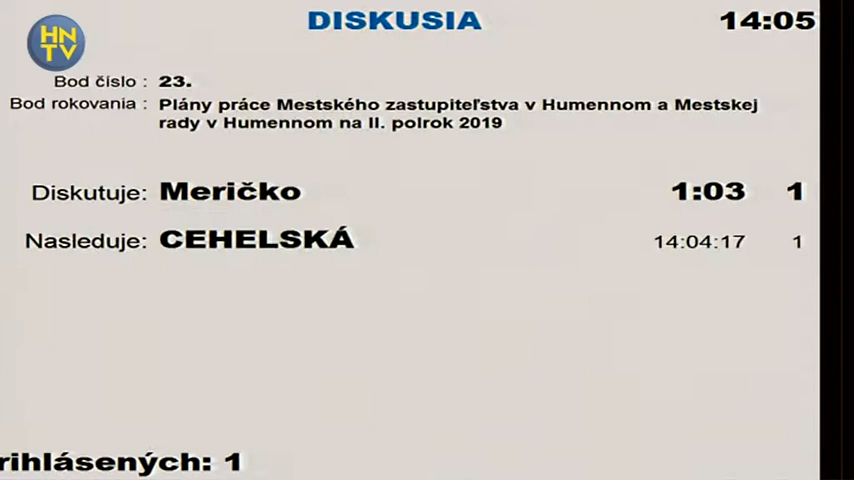 HN
TV
DISKUSIA 14:05
Bod číslo : 23.
Bod rokovania : Plány práce Mestského zastupiteľstva v Humennom a Mestskej
rady v Humennom na II. polrok 2019
Diskutuje: Meričko 1:03 1
Nasleduje: CEHELSKÁ 14:04:17 1
rihlásených: 1